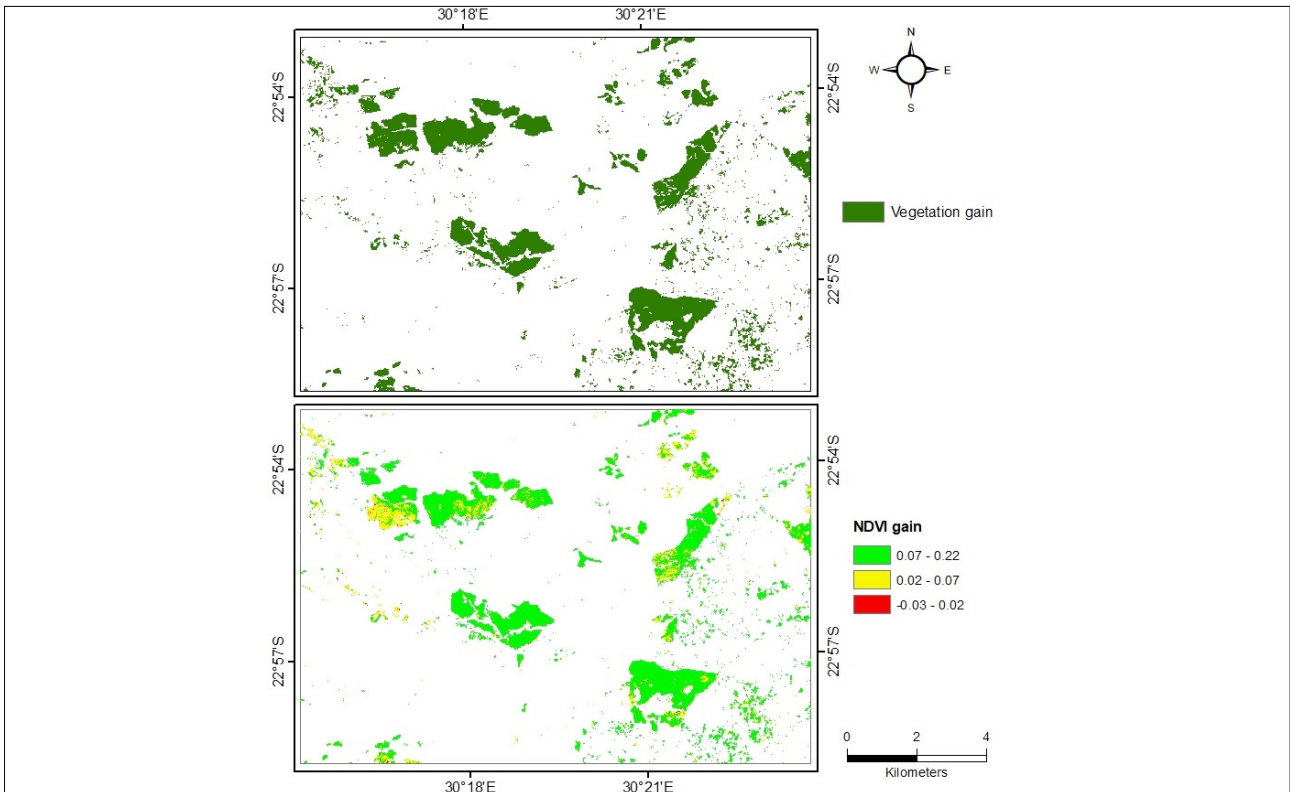 30°18'E 30°21'E
N
W E
S
22°54'S 22°54'S
Vegetation gain
22°57'S 22°57'S
22°54'S 22°54'S
NDVI gain
0.07 - 0.22
0.02 - 0.07
-0.03 - 0.02
22°57'S 22°57'S
0 2 4
Kilometers
30°18'E 30°21'E